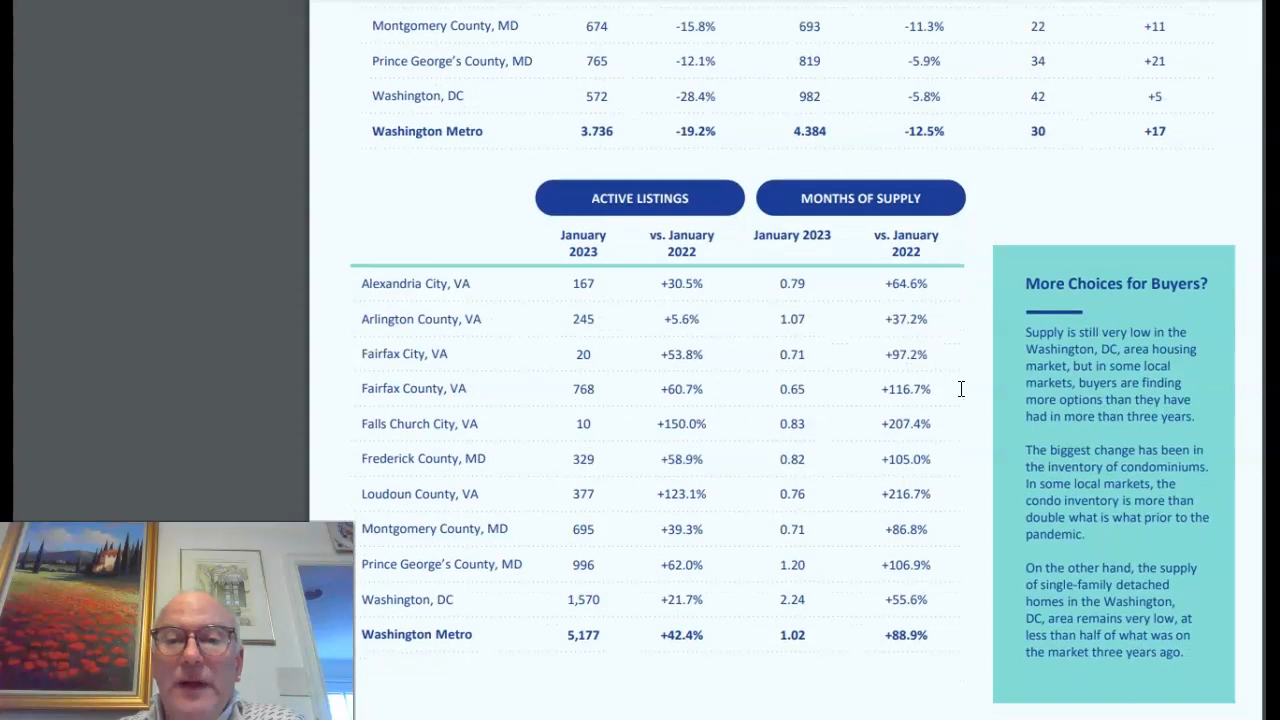 Montgomery County, MD 674 -15.8% 693 -11.3% 22 +11
Prince George's County, MD 765 -12.1% 819 -5.9% 34 +21
Washington, DC 572 -28.4% 982 -5.8% 42 +5
Washington Metro 3.736 -19.2% 4.384 -12.5% 30 +17
ACTIVE LISTINGS MONTHS OF SUPPLY
January vs. January January 2023 vs. January
2023 2022 2022
Alexandria City, VA 167 +30.5% 0.79 +64.6%
Arlington County, VA 245 +5.6% 1.07 +37.2%
Fairfax City, VA 20 +53.8% 0.71 +97.2%
Fairfax County, VA 768 +60.7% 0.65 +116.7%
Falls Church City, VA 10 +150.0% 0.83 +207.4%
Frederick County, MD 329 +58.9% 0.82 +105.0%
Loudoun County, VA 377 +123.1% 0.76 +216.7%
Montgomery County, MD 695 +39.3% 0.71 +86.8%
Prince George's County, MD 996 +62.0% 1.20 +106.9%
Washington, DC 1,570 +21.7% 2.24 +55.6%
Washington Metro 5,177 +42.4% 1.02 +88.9%
More Choices for Buyers?
Supply is still very low in the
Washington, DC, area housing
market, but in some local
markets, buyers are finding
more options than they have
had in more than three years.
The biggest change has been in
the inventory of condominiums.
In some local markets, the
condo inventory is more than
double what is what prior to the
pandemic.
On the other hand, the supply
of single-family detached
homes in the Washington,
DC, area remains very low, at
less than half of what was on
the market three years ago.